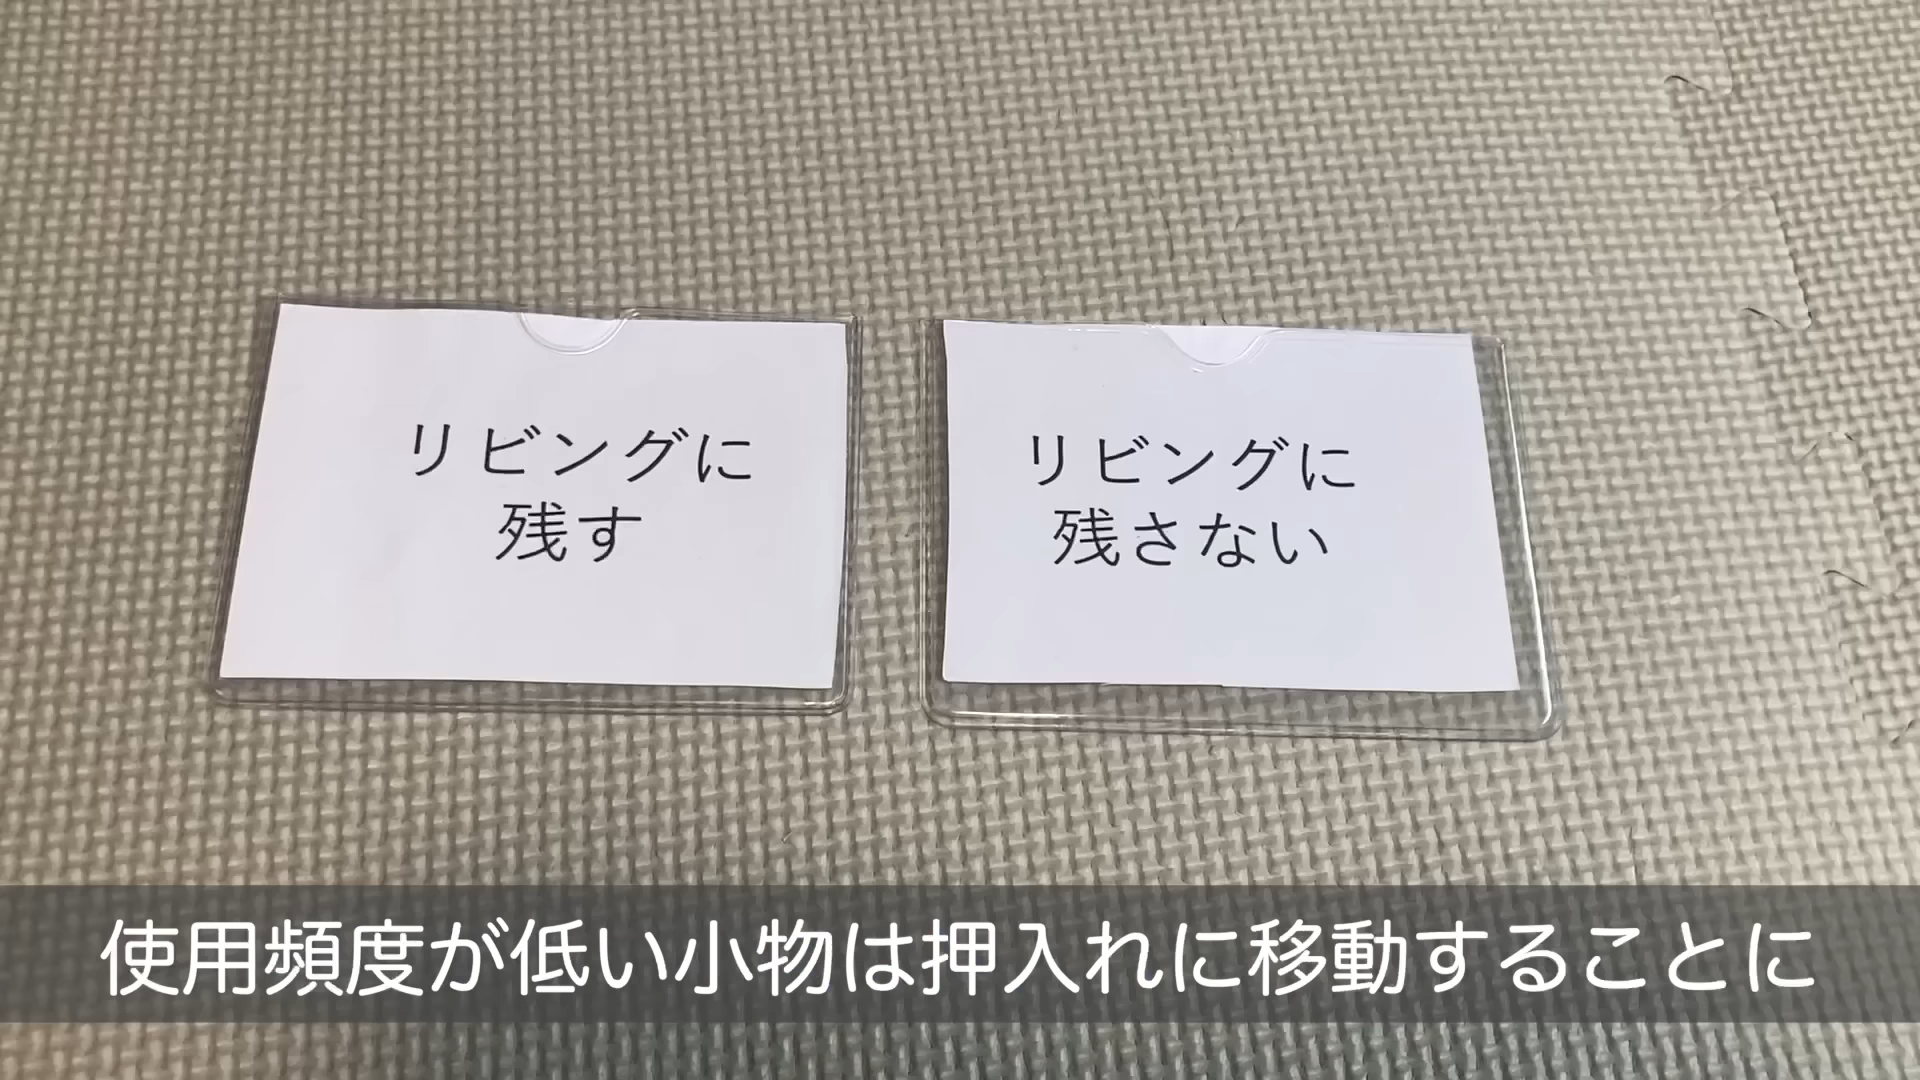 リビングに
残す
リビングに
残さない
使用頻度が低い小物は押入れに移動することに